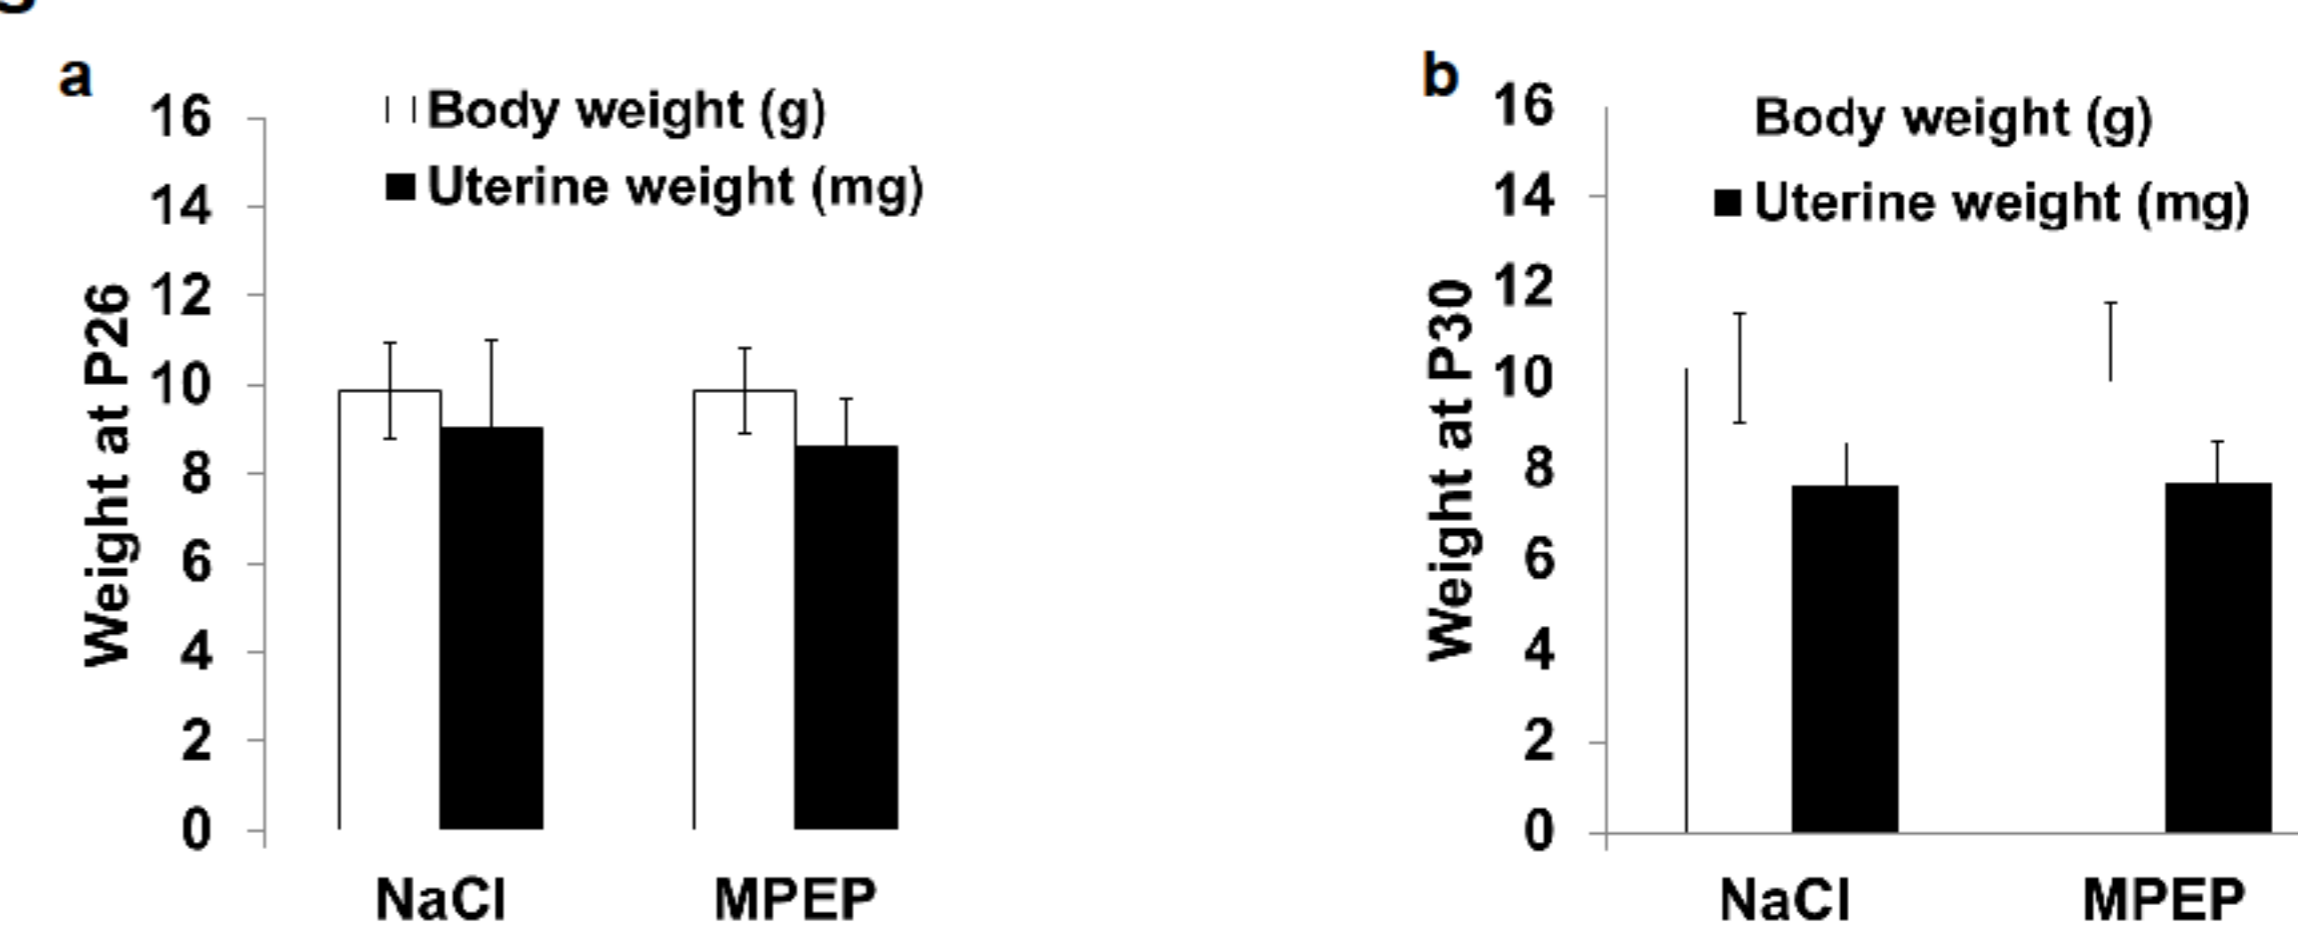 a
Body weight (g)
Uterine weight (mg)
Weight at P26
16
14
12
10
8
6
4
2
0
NaCl
MPEP
b
Body weight (g)
Uterine weight (mg)
Weight at P30
16
14
12
10
8
6
4
2
0
NaCl
MPEP